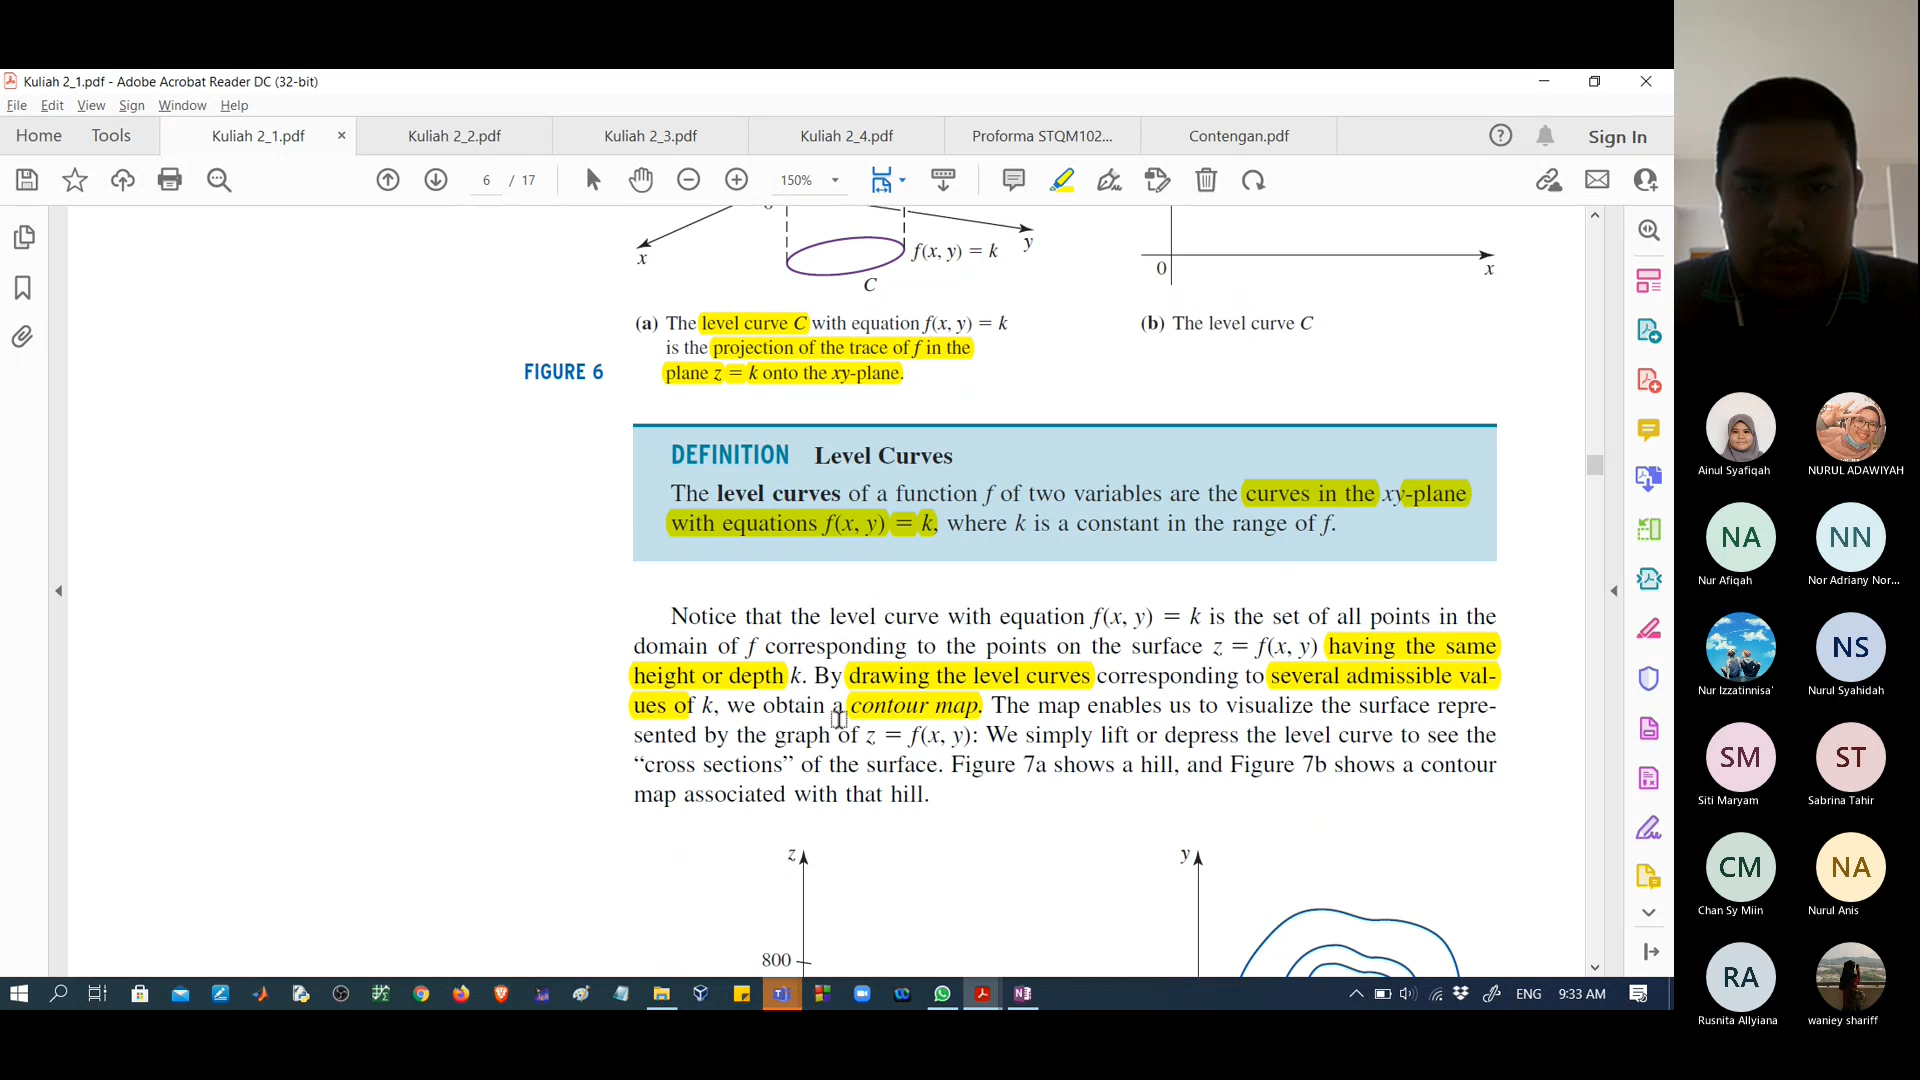 Kuliah 2_1.pdf - Adobe Acrobat Reader DC (32-bit)
File Edit View Sign Window Help
Home Tools Kuliah 2_1.pdf × Kuliah 2_2.pdf Kuliah 2_3.pdf Kuliah 2_4.pdf Proforma STQM102... Contengan.pdf Sign In
6 / 17 150%
x f(x, y) = k y
C
0 x
(a) The level curve C with equation f(x, y) = k
is the projection of the trace of f in the
plane z = k onto the xy-plane.
(b) The level curve C
FIGURE 6
DEFINITION Level Curves
The level curves of a function f of two variables are the curves in the xy-plane
with equations f(x, y) = k, where k is a constant in the range of f.
Notice that the level curve with equation f(x, y) = k is the set of all points in the
domain of f corresponding to the points on the surface z = f(x, y) having the same
height or depth k. By drawing the level curves corresponding to several admissible val-
ues of k, we obtain a contour map. The map enables us to visualize the surface repre-
sented by the graph of z = f(x, y): We simply lift or depress the level curve to see the
“cross sections” of the surface. Figure 7a shows a hill, and Figure 7b shows a contour
map associated with that hill.
z y
800
ENG 9:33 AM
Ainul Syafiqah NURUL ADAWIYAH
NA NN
Nur Afiqah Nor Adriany Nor...
NS
Nur Izzatinnisa' Nurul Syahidah
SM ST
Siti Maryam Sabrina Tahir
CM NA
Chan Sy Miin Nurul Anis
RA
Rusnita Allyiana waniey shariff